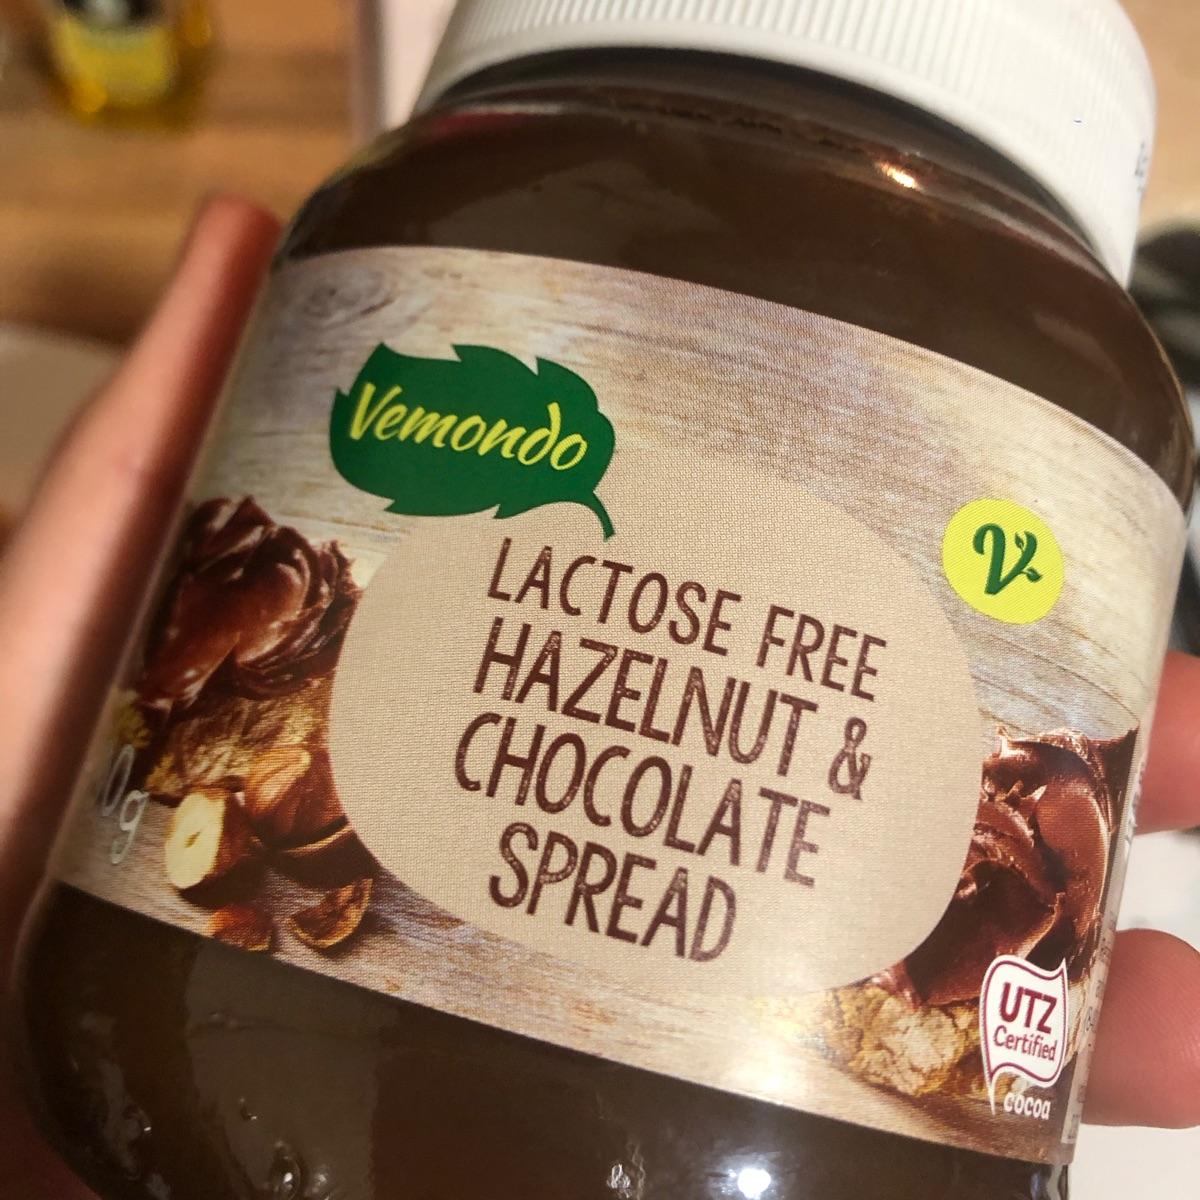 Vemondo
LACTOSE FREE
HAZELNUT &
CHOCOLATE
SPREAD
V
UTZ
Certified
cocoa